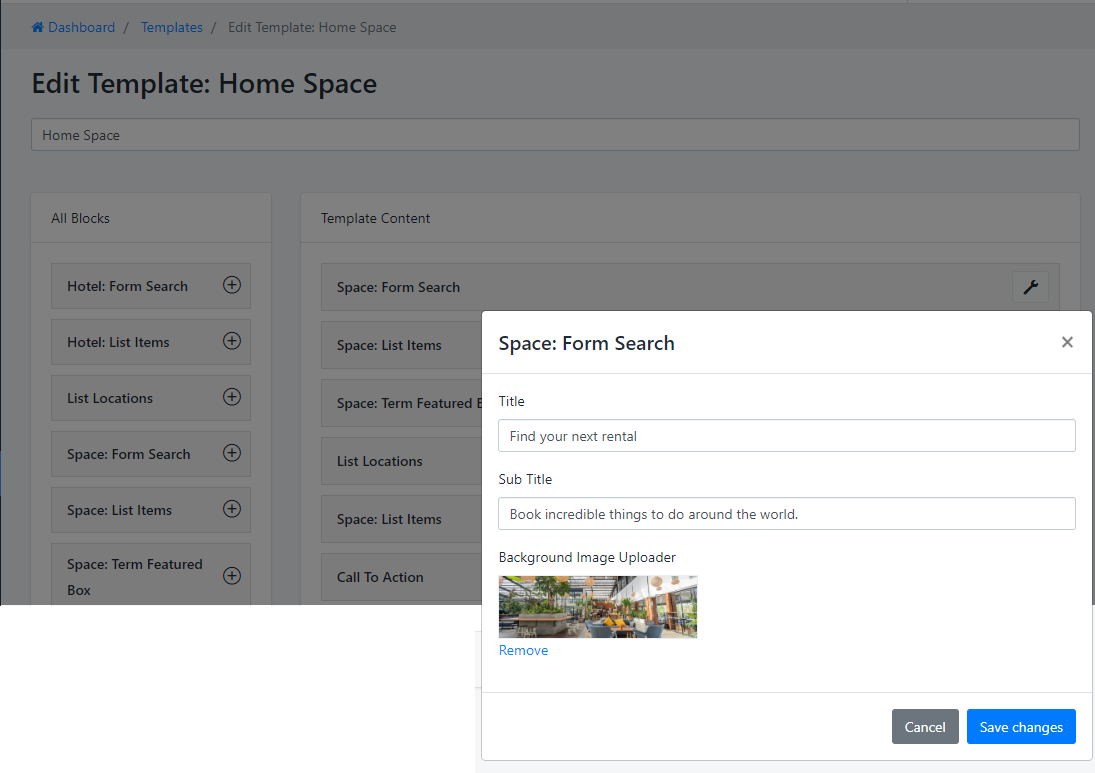 Dashboard / Templates / Edit Template: Home Space
Edit Template: Home Space
Home Space
All Blocks
Hotel: Form Search
Hotel: List Items
List Locations
Space: Form Search
Space: List Items
Space: Term Featured
Box
Template Content
Space: Form Search
Space: List Items
Space: Term Featured
List Locations
Space: List Items
Call To Action
Space: Form Search
×
Title
Find your next rental
Sub Title
Book incredible things to do around the world.
Background Image Uploader
Remove
Cancel
Save changes